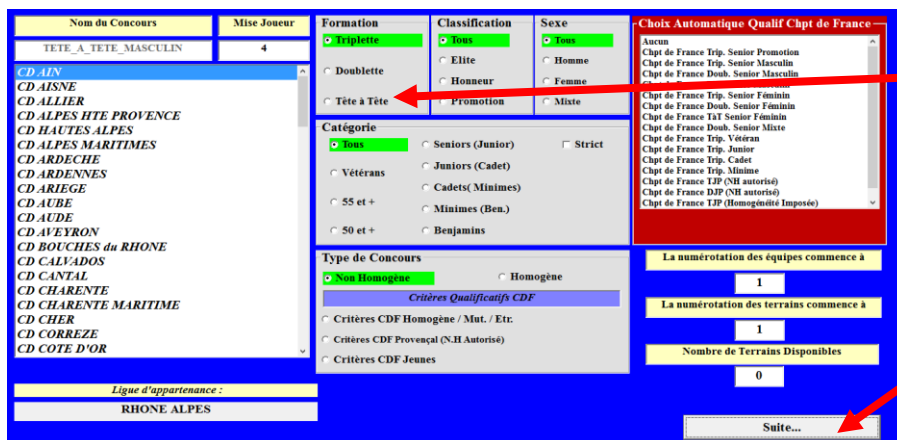 Nom du Concours
Mise Joueur
TETE_A_TETE_MASCULIN
4
CD AIN
CD AISNE
CD ALLIER
CD ALPES HTE PROVENCE
CD HAUTES ALPES
CD ALPES MARITIMES
CD ARDECHE
CD ARDENNES
CD ARIEGE
CD AUBE
CD AUDE
CD AVEYRON
CD BOUCHES du RHONE
CD CALVADOS
CD CANTAL
CD CHARENTE
CD CHARENTE MARITIME
CD CHER
CD CORREZE
CD COTE D'OR
Ligue d'appartenance :
RHONE ALPES
Formation
Triplette
Doublette
Tête à Tête
Classification
Tous
Elite
Honneur
Promotion
Sexe
Tous
Homme
Femme
Mixte
Catégorie
Tous
Vétérans
55 et +
50 et +
Seniors (Junior)
Juniors (Cadet)
Cadets( Minimes)
Minimes (Ben.)
Benjamins
Strict
Type de Concours
Non Homogène
Homogène
Critères Qualificatifs CDF
Critères CDF Homogène / Mut. / Etr.
Critères CDF Provençal (N.H Autorisé)
Critères CDF Jeunes
Choix Automatique Qualif Chpt de France
Aucun
Chpt de France Trip. Senior Promotion
Chpt de France Trip. Senior Masculin
Chpt de France Doub. Senior Masculin
Chpt de France Trip. Senior Féminin
Chpt de France Doub. Senior Féminin
Chpt de France TàT Senior Féminin
Chpt de France Doub. Senior Mixte
Chpt de France Trip. Vétéran
Chpt de France Trip. Junior
Chpt de France Trip. Cadet
Chpt de France Trip. Minime
Chpt de France TJP (NH autorisé)
Chpt de France DJP (NH autorisé)
Chpt de France TJP (Homogénéité Imposée)
La numérotation des équipes commence à
1
La numérotation des terrains commence à
1
Nombre de Terrains Disponibles
0
Suite...